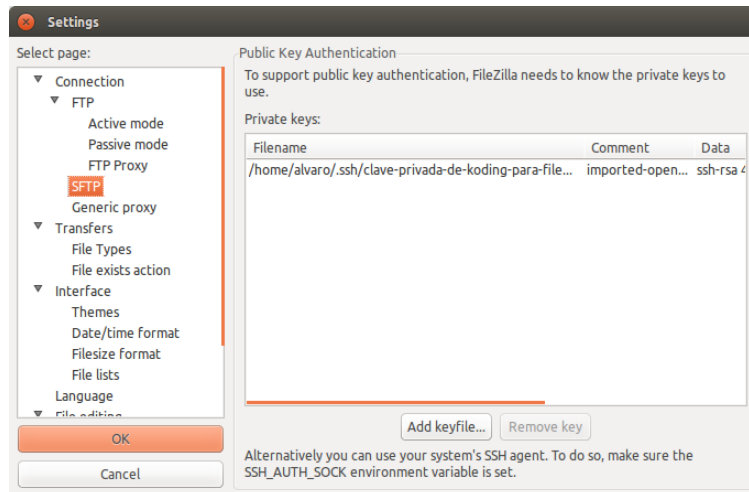 Settings
Select page:
Connection
FTP
Active mode
Passive mode
FTP Proxy
SFTP
Generic proxy
Transfers
File Types
File exists action
Interface
Themes
Date/time format
Filesize format
File lists
Language
File editing
OK
Cancel
Public Key Authentication
To support public key authentication, FileZilla needs to know the private keys to
use.
Private keys:
Filename Comment Data
/home/alvaro/.ssh/clave-privada-de-koding-para-file... imported-open... ssh-rsa 4
Add keyfile... Remove key
Alternatively you can use your system's SSH agent. To do so, make sure the
SSH_AUTH_SOCK environment variable is set.